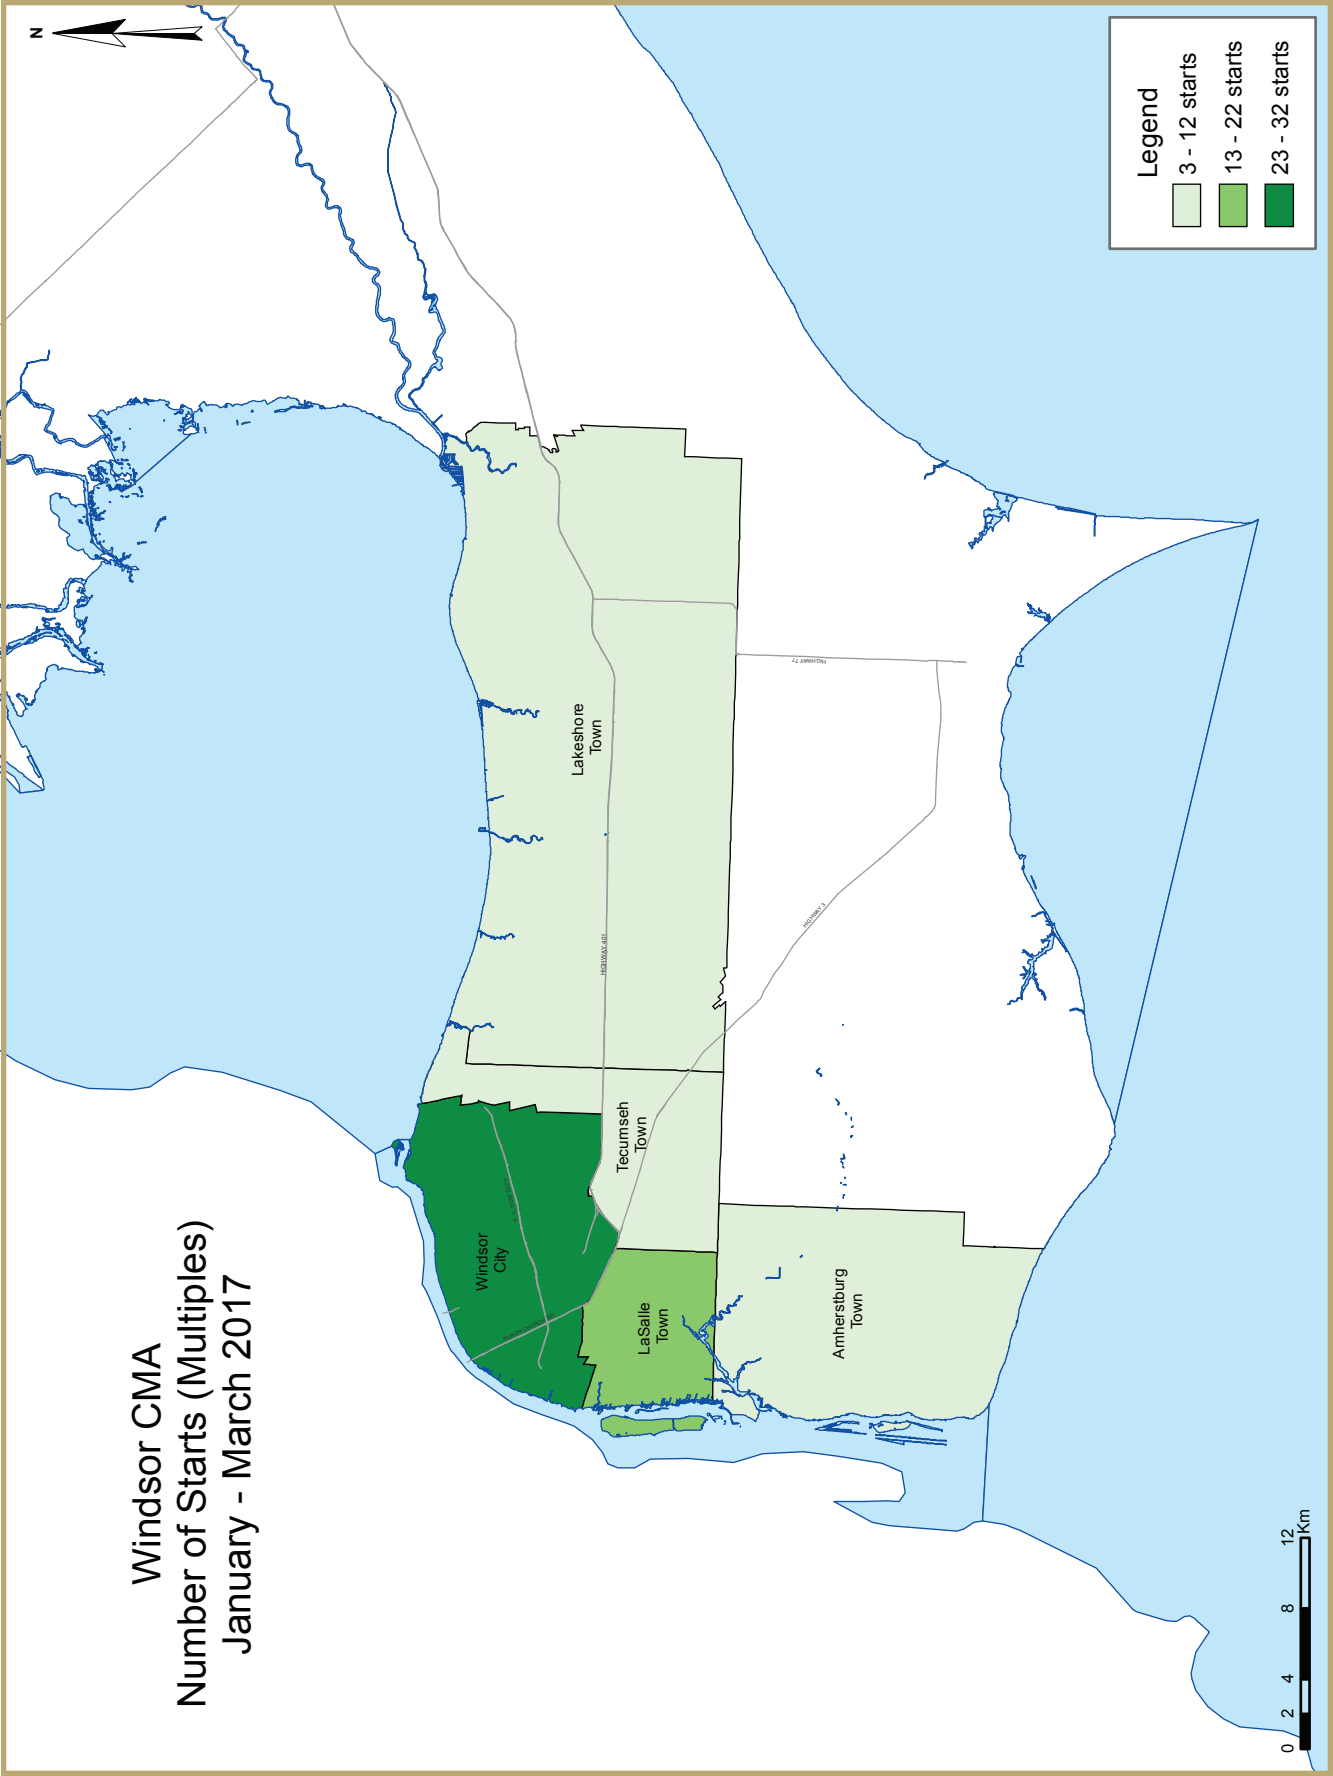 Windsor CMA
Number of Starts (Multiples)
January - March 2017
N
Windsor
City
LaSalle
Town
Tecumseh
Town
Lakeshore
Town
Amherstburg
Town
HIGHWAY 401
HIGHWAY 3
HIGHWAY 77
Legend
3 - 12 starts
13 - 22 starts
23 - 32 starts
0 2 4 8 12
Km